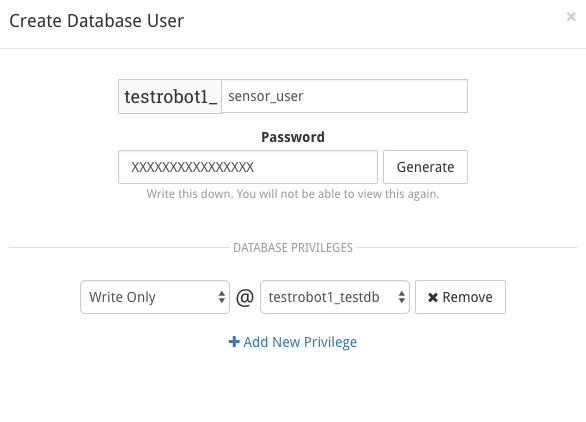 Create Database User ×
testrobot1_ sensor_user
Password
XXXXXXXXXXXXXXXX Generate
Write this down. You will not be able to view this again.
DATABASE PRIVILEGES
Write Only @ testrobot1_testdb ✖ Remove
+ Add New Privilege